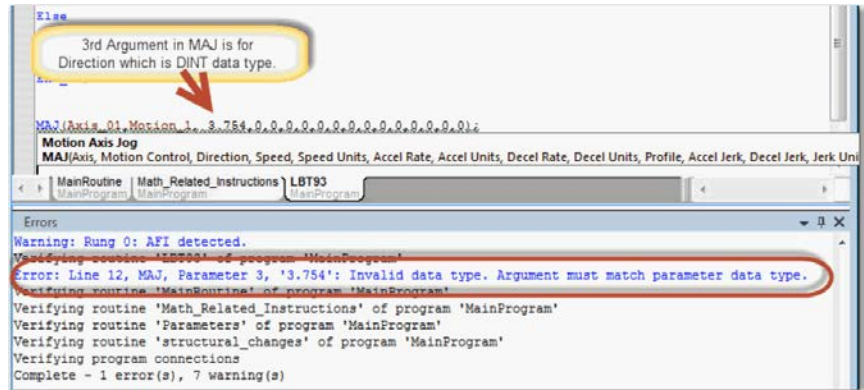 Else
3rd Argument in MAJ is for
Direction which is DINT data type.
MAJ(Axis_01,Motion_1, 3.754,0,0,0,0,0,0,0,0,0,0,0,0,0,0);
Motion Axis Jog
MAJ(Axis, Motion Control, Direction, Speed, Speed Units, Accel Rate, Accel Units, Decel Rate, Decel Units, Profile, Accel Jerk, Decel Jerk, Jerk Uni
MainRoutine Math_Related_Instructions LBT93
MainProgram MainProgram MainProgram
Errors
Warning: Rung 0: AFI detected.
Verifying routine 'LBT93' of program 'MainProgram'
Error: Line 12, MAJ, Parameter 3, '3.754': Invalid data type. Argument must match parameter data type.
Verifying routine 'MainRoutine' of program 'MainProgram'
Verifying routine 'Math_Related_Instructions' of program 'MainProgram'
Verifying routine 'Parameters' of program 'MainProgram'
Verifying routine 'structural_changes' of program 'MainProgram'
Verifying program connections
Complete - 1 error(s), 7 warning(s)